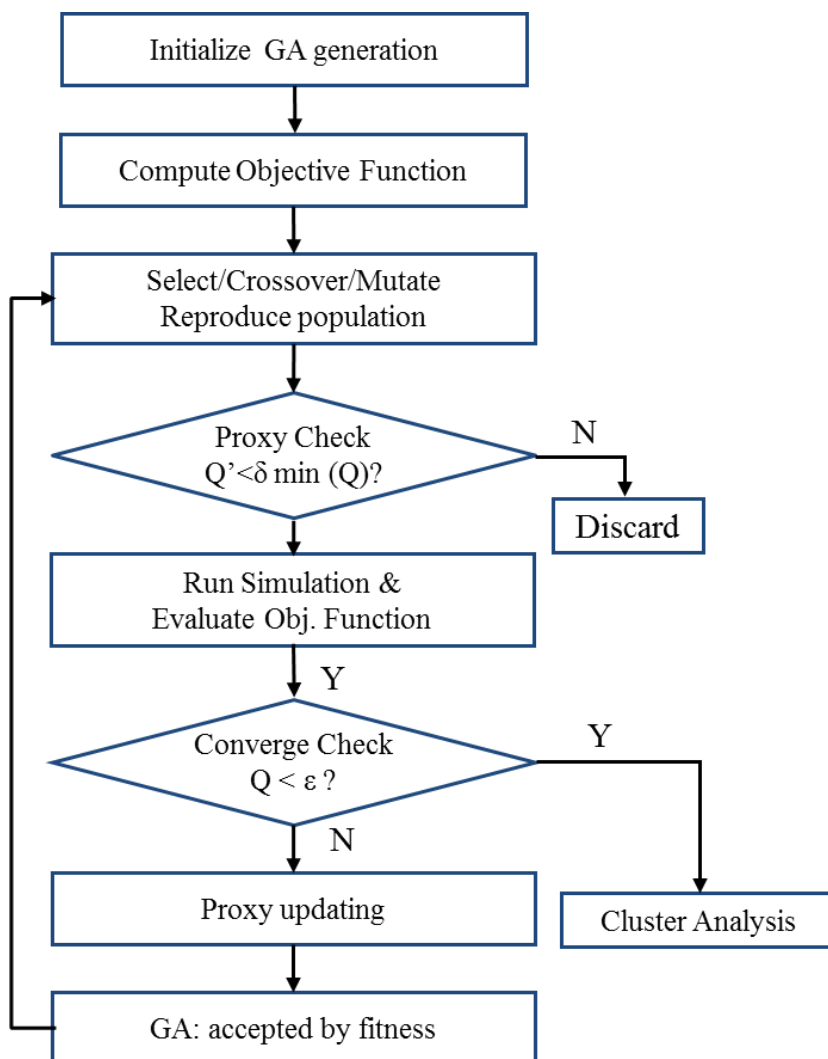 Initialize GA generation
Compute Objective Function
Select/Crossover/Mutate
Reproduce population
Proxy Check
Q’<δ min (Q)?
N
Discard
Run Simulation &
Evaluate Obj. Function
Y
Converge Check
Q < ε ?
Y
N
Proxy updating
Cluster Analysis
GA: accepted by fitness